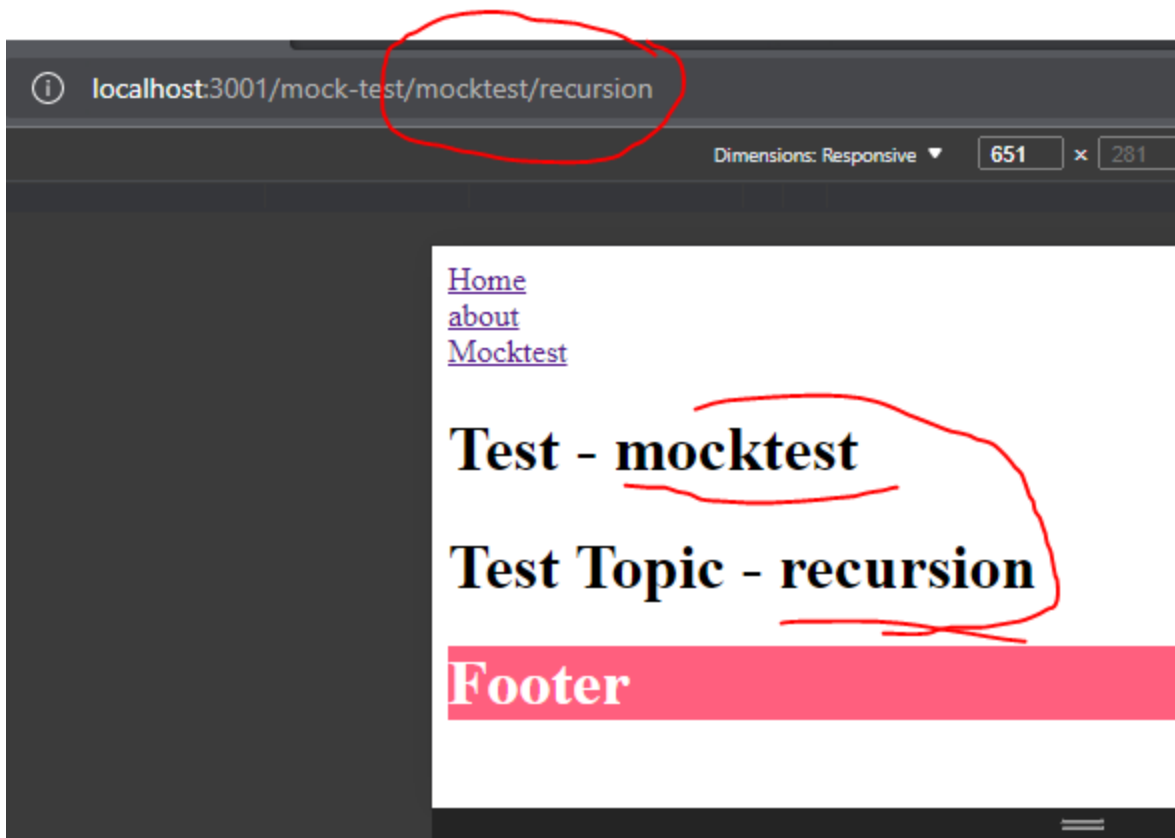 localhost:3001/mock-test/mocktest/recursion
Dimensions: Responsive ▼ 651 × 281
Home
about
Mocktest
Test - mocktest
Test Topic - recursion
Footer